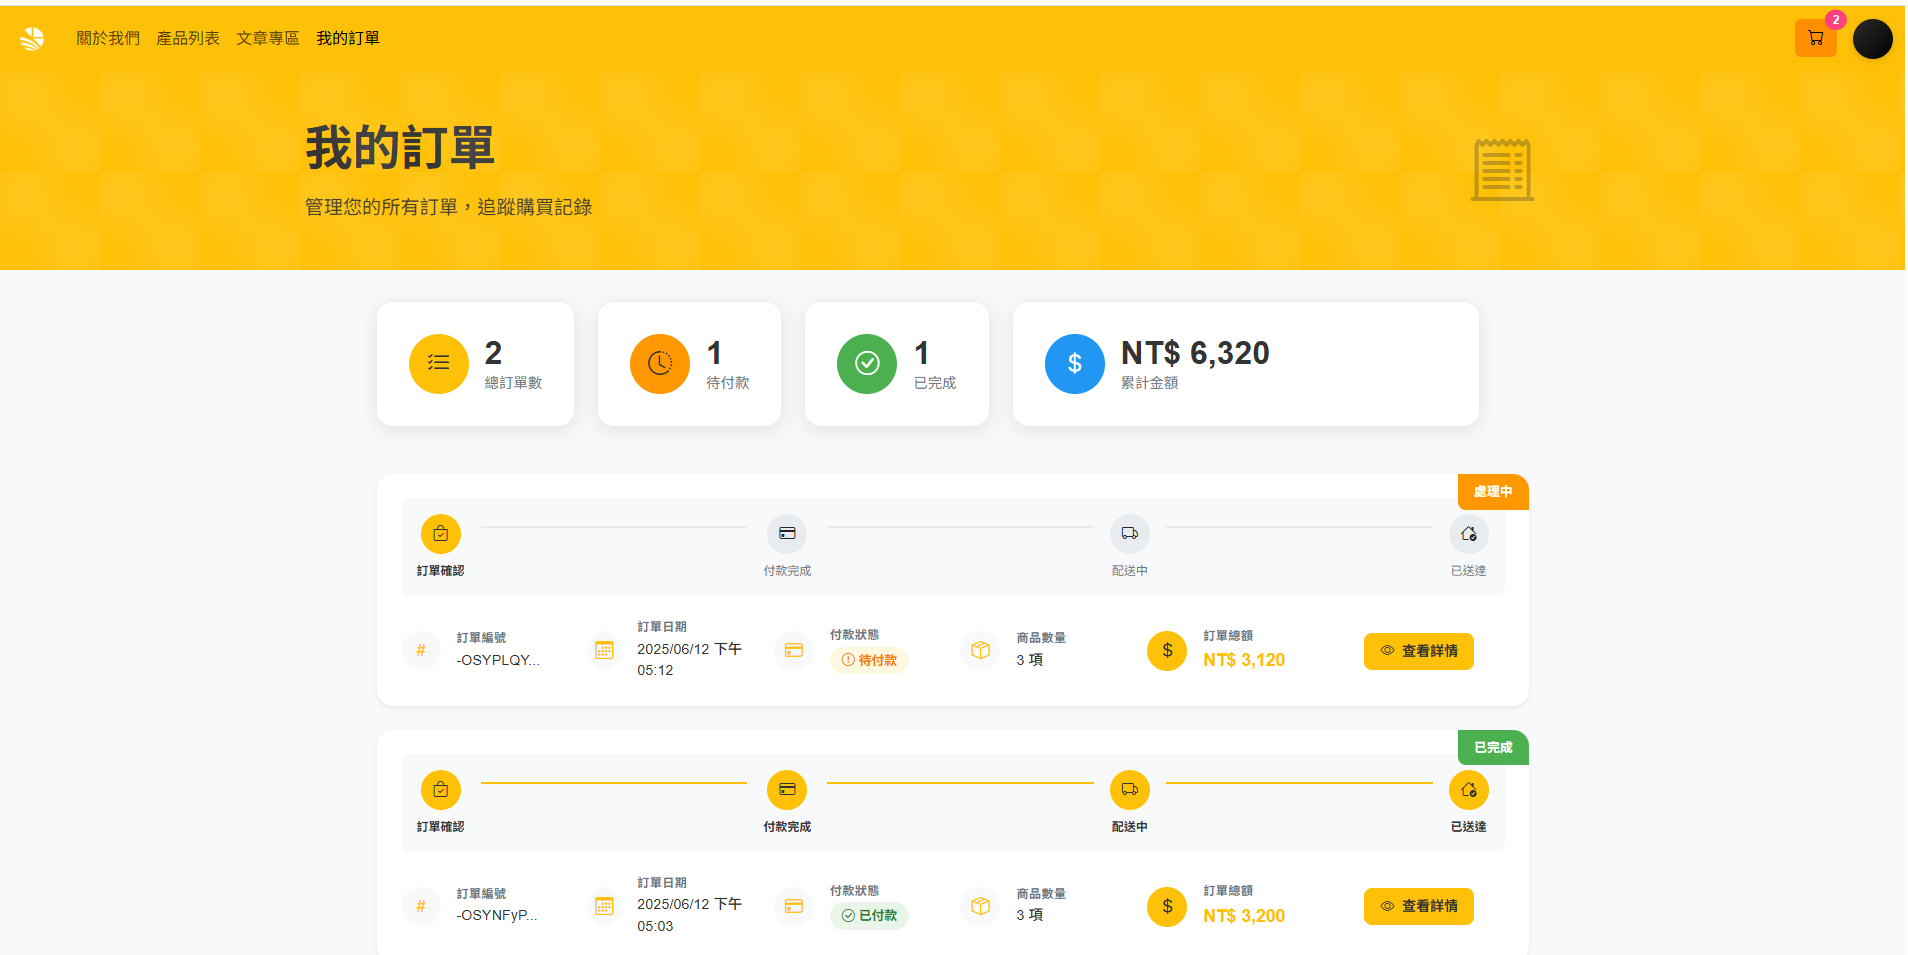 關於我們 產品列表 文章專區 我的訂單
2
我的訂單
管理您的所有訂單，追蹤購買記錄
2
總訂單數
1
待付款
1
已完成
$
NT$ 6,320
累計金額
處理中
訂單確認
付款完成
配送中
已送達
#
訂單編號
-OSYPLQY...
訂單日期
2025/06/12 下午
05:12
付款狀態
待付款
商品數量
3 項
$
訂單總額
NT$ 3,120
查看詳情
已完成
訂單確認
付款完成
配送中
已送達
#
訂單編號
-OSYNFyP...
訂單日期
2025/06/12 下午
05:03
付款狀態
已付款
商品數量
3 項
$
訂單總額
NT$ 3,200
查看詳情